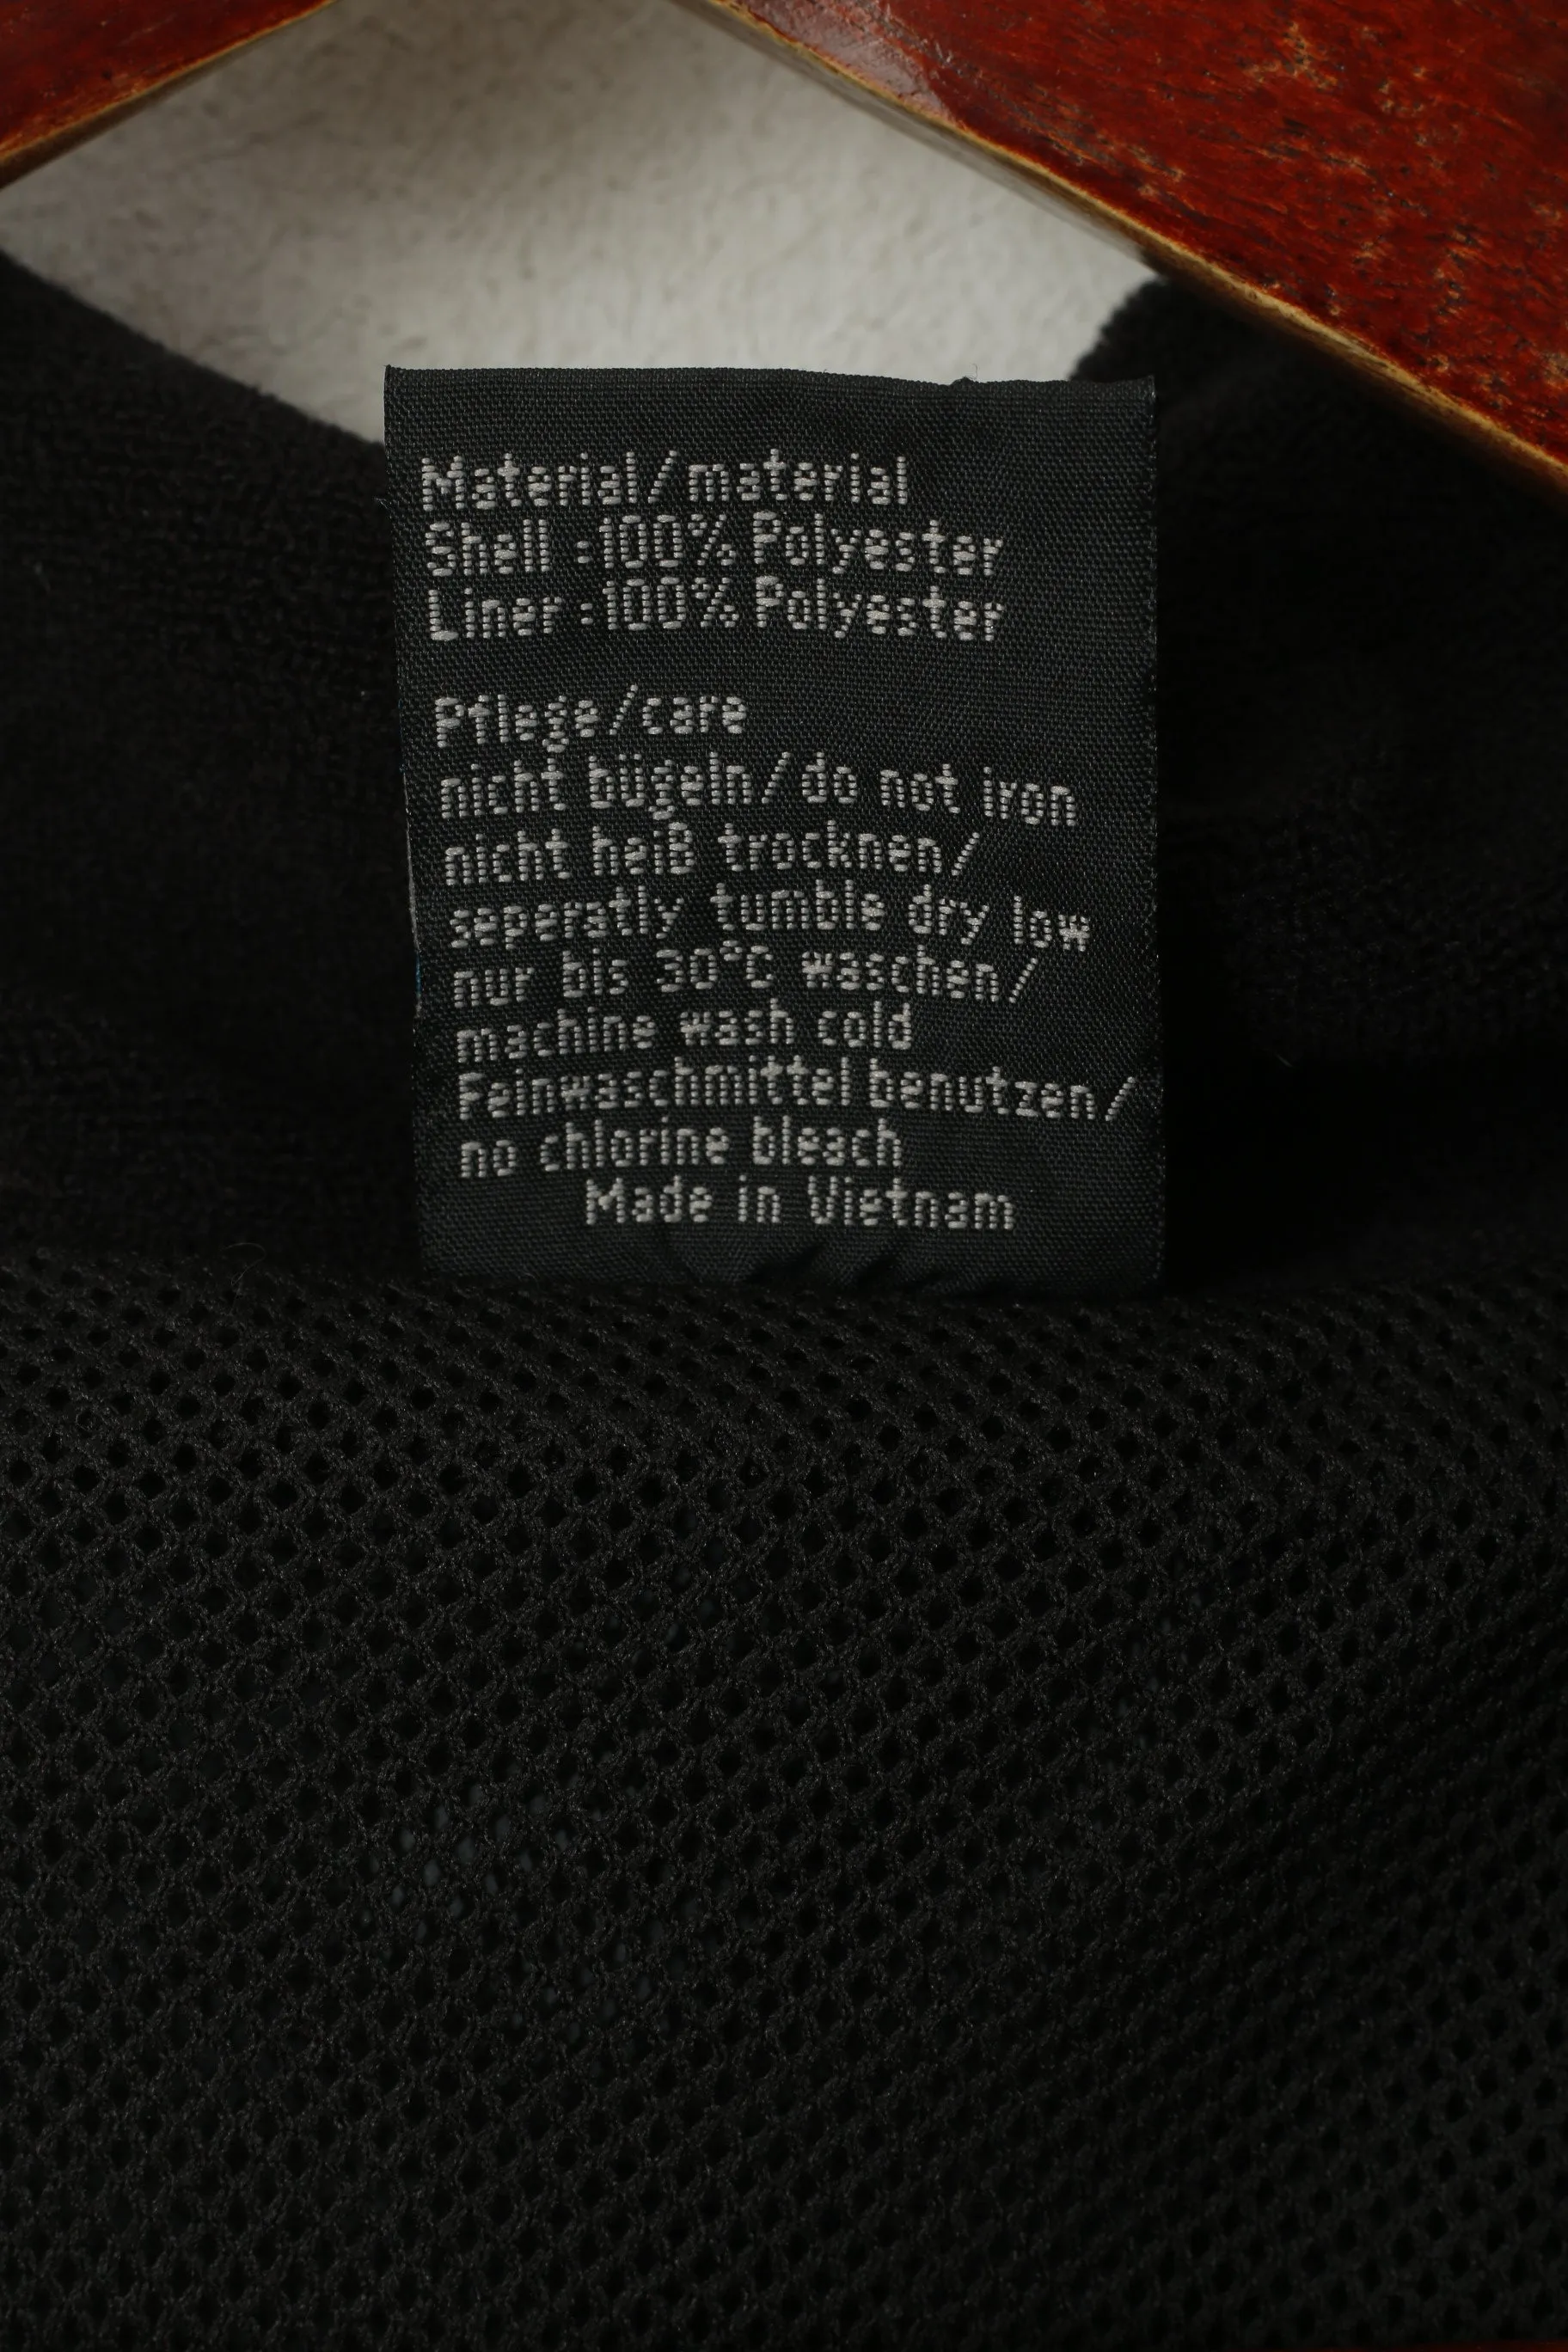 Material/material
Shell :100% Polyester
Liner :100% Polyester
Pflege/care
nicht bügeln/do not iron
nicht heiß trocknen/
seperatly tumble dry low
nur bis 30°C waschen/
machine wash cold
Feinwaschmittel benutzen/
no chlorine bleach
Made in Vietnam